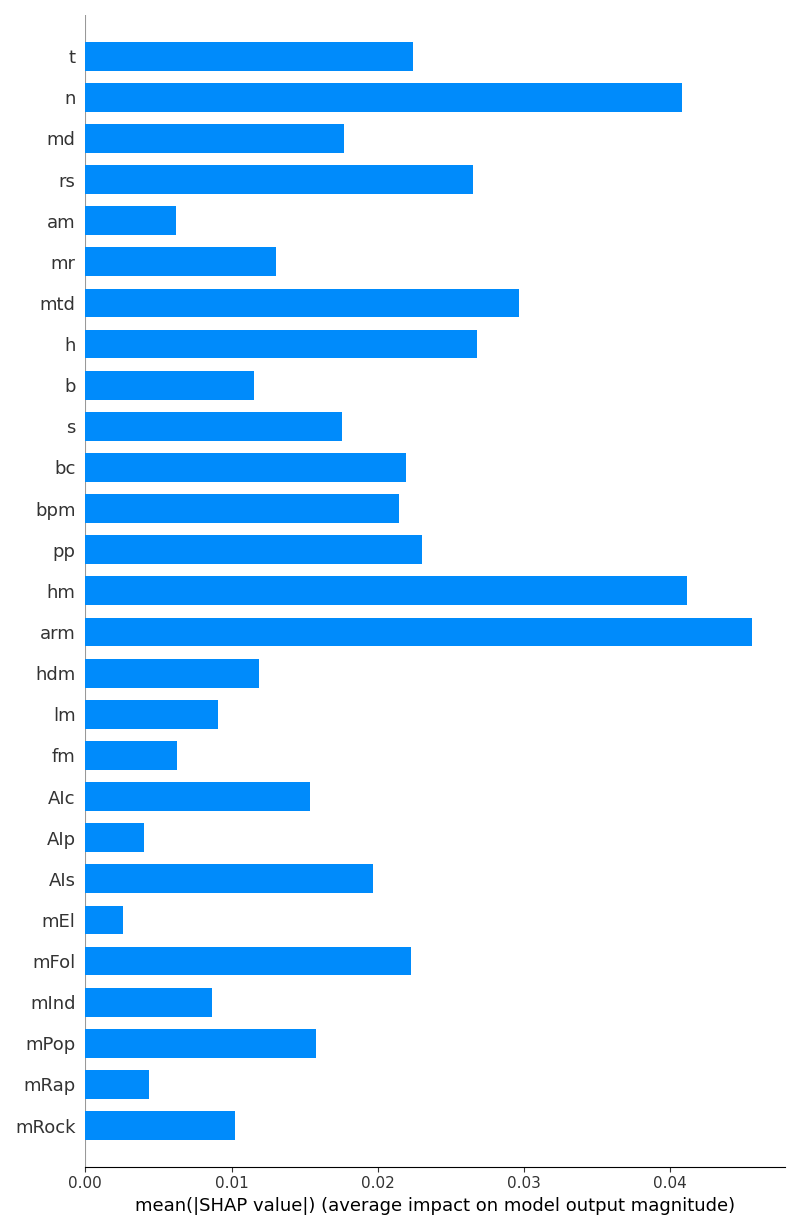 t
n
md
rs
am
mr
mtd
h
b
s
bc
bpm
pp
hm
arm
hdm
lm
fm
AIc
AIp
AIs
mEl
mFol
mInd
mPop
mRap
mRock
0.00 0.01 0.02 0.03 0.04
mean(|SHAP value|) (average impact on model output magnitude)